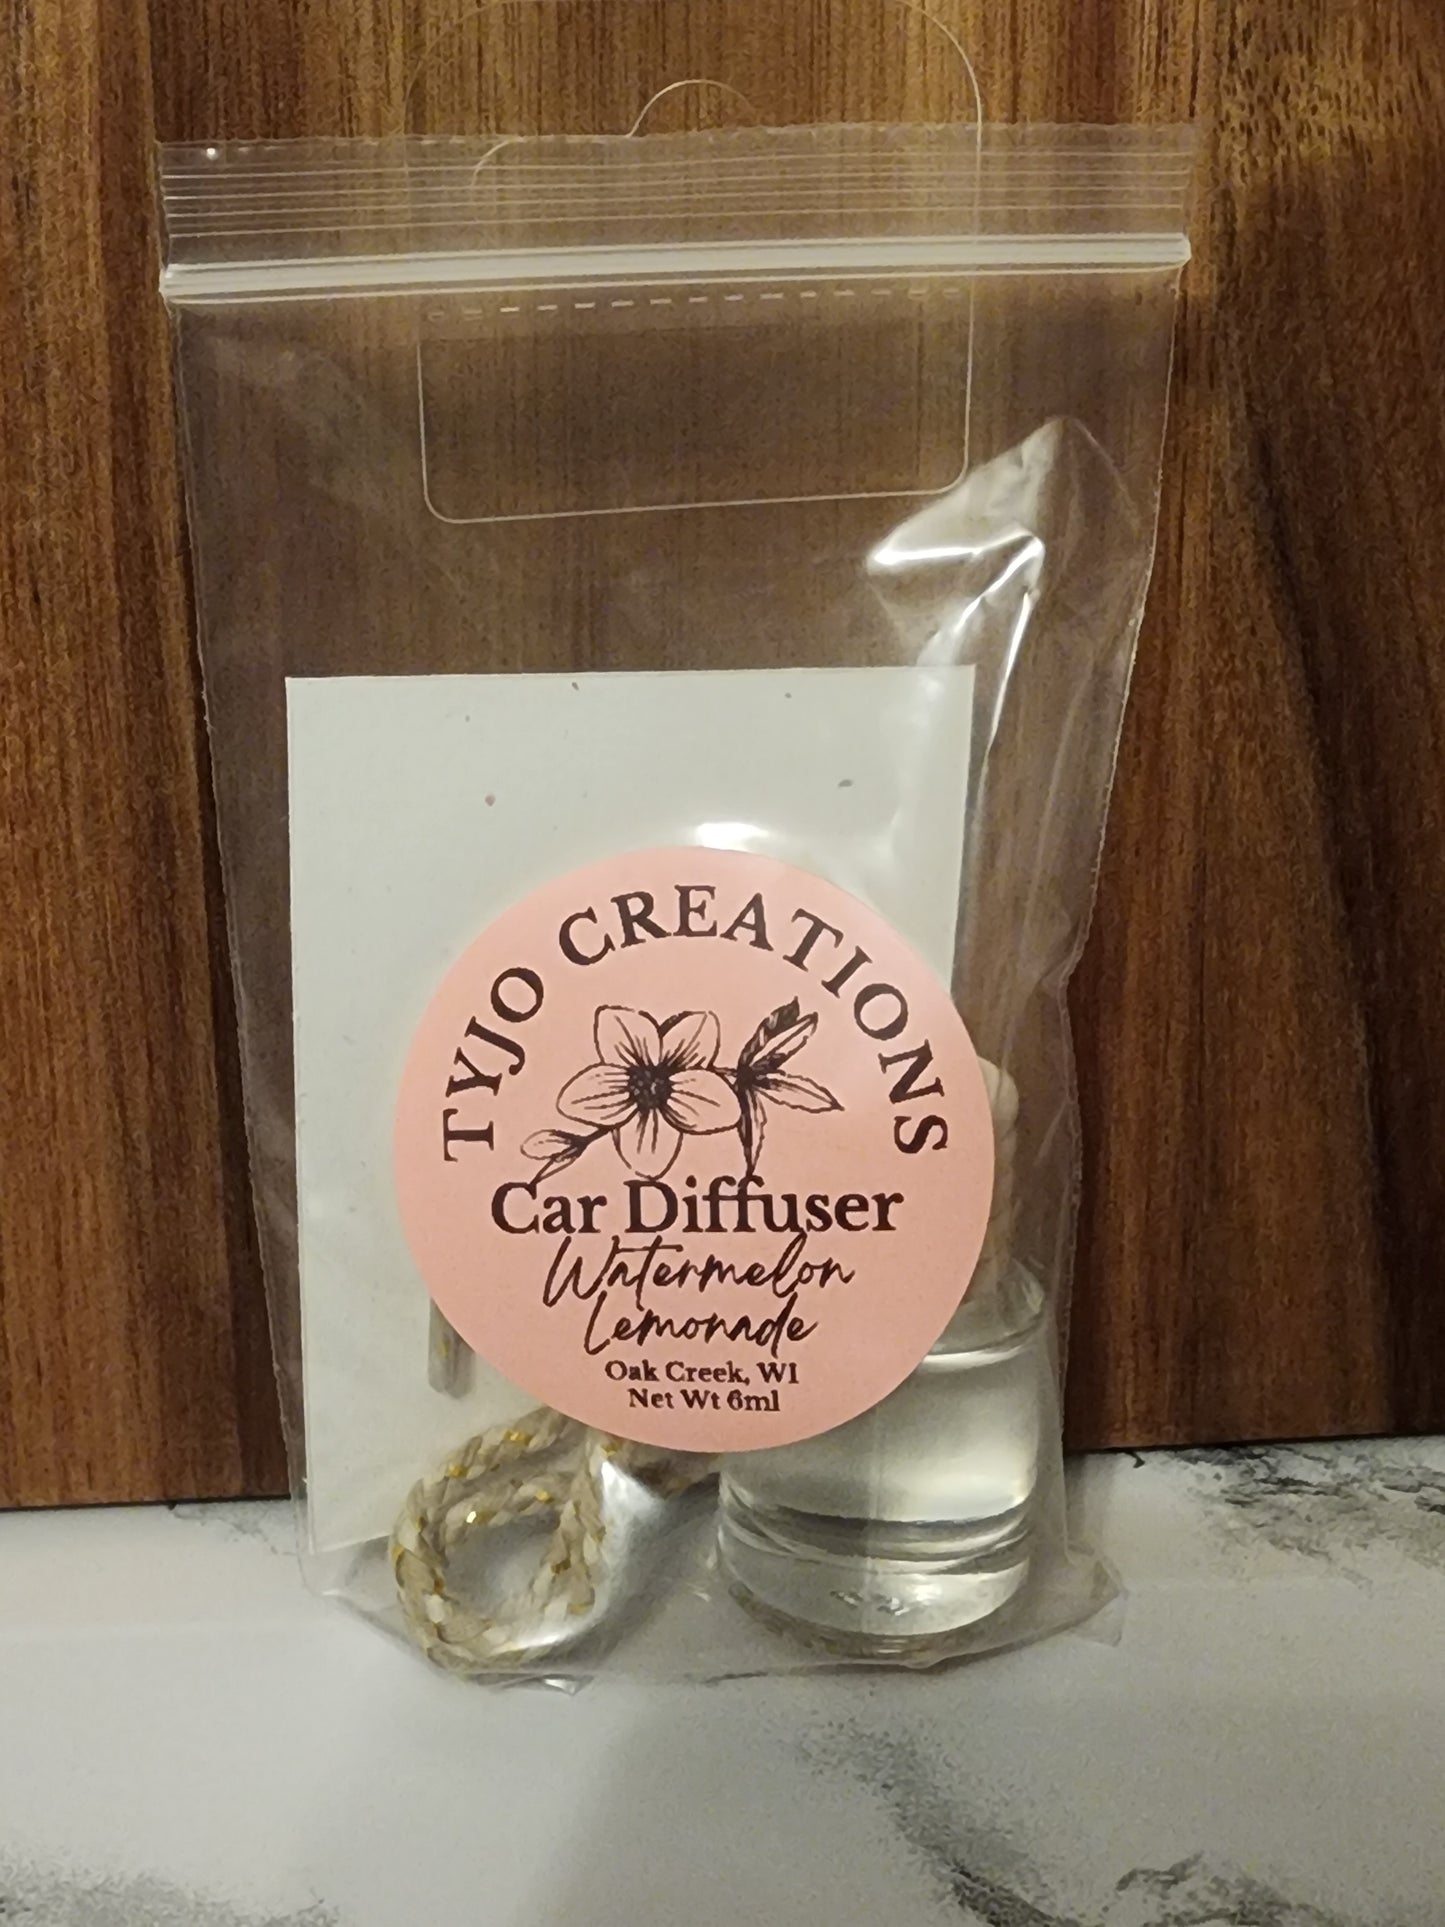 TYJO CREATIONS
Car Diffuser
Watermelon
Lemonade
Oak Creek, WI
Net Wt 6ml